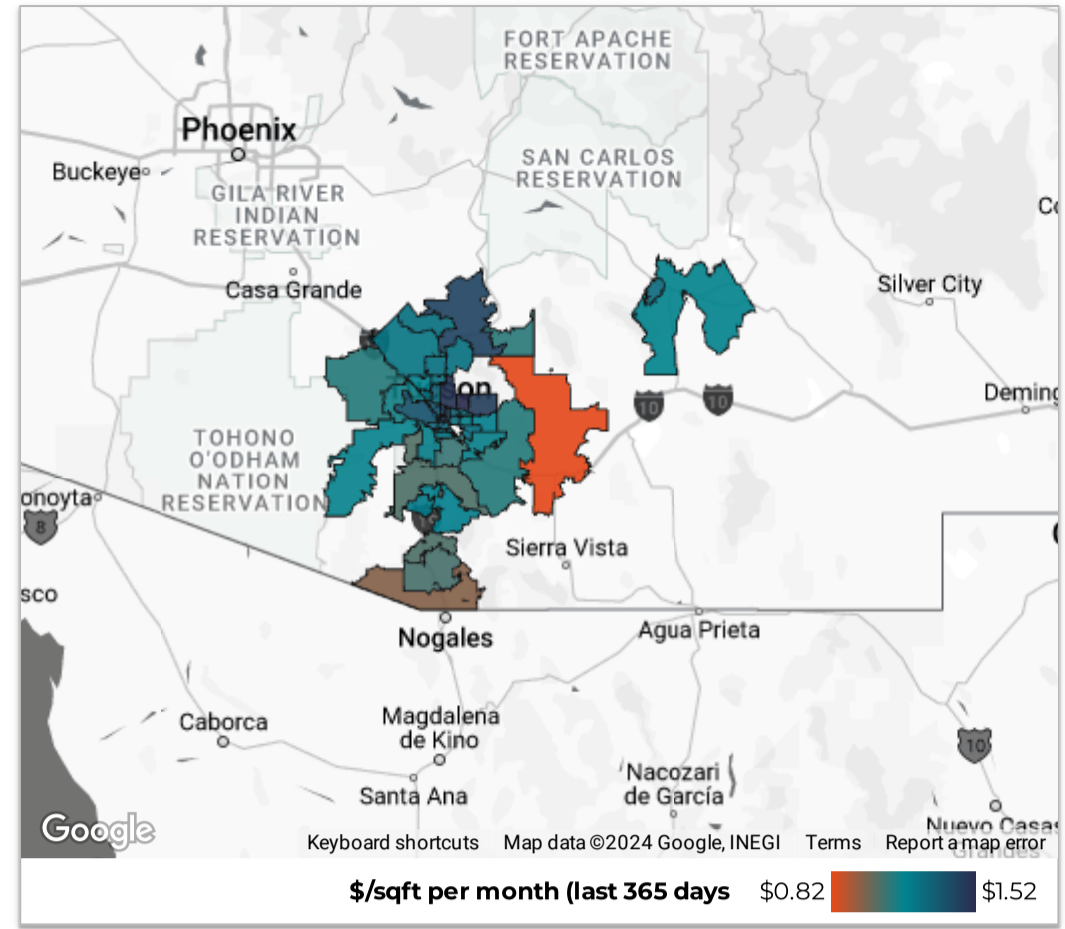 FORT APACHE
RESERVATION
Phoenix
SAN CARLOS
RESERVATION
Buckeye
GILA RIVER
INDIAN
RESERVATION
Casa Grande
Silver City
on
10
10
Deming
TOHONO
O'ODHAM
NATION
RESERVATION
onoyta
8
Sierra Vista
sco
Nogales
Agua Prieta
Caborca
Magdalena
de Kino
10
Santa Ana
Nacozari
de García
Nuevo Casas
Grandes
Google
Keyboard shortcuts Map data ©2024 Google, INEGI Terms Report a map error
$/sqft per month (last 365 days $0.82 $1.52